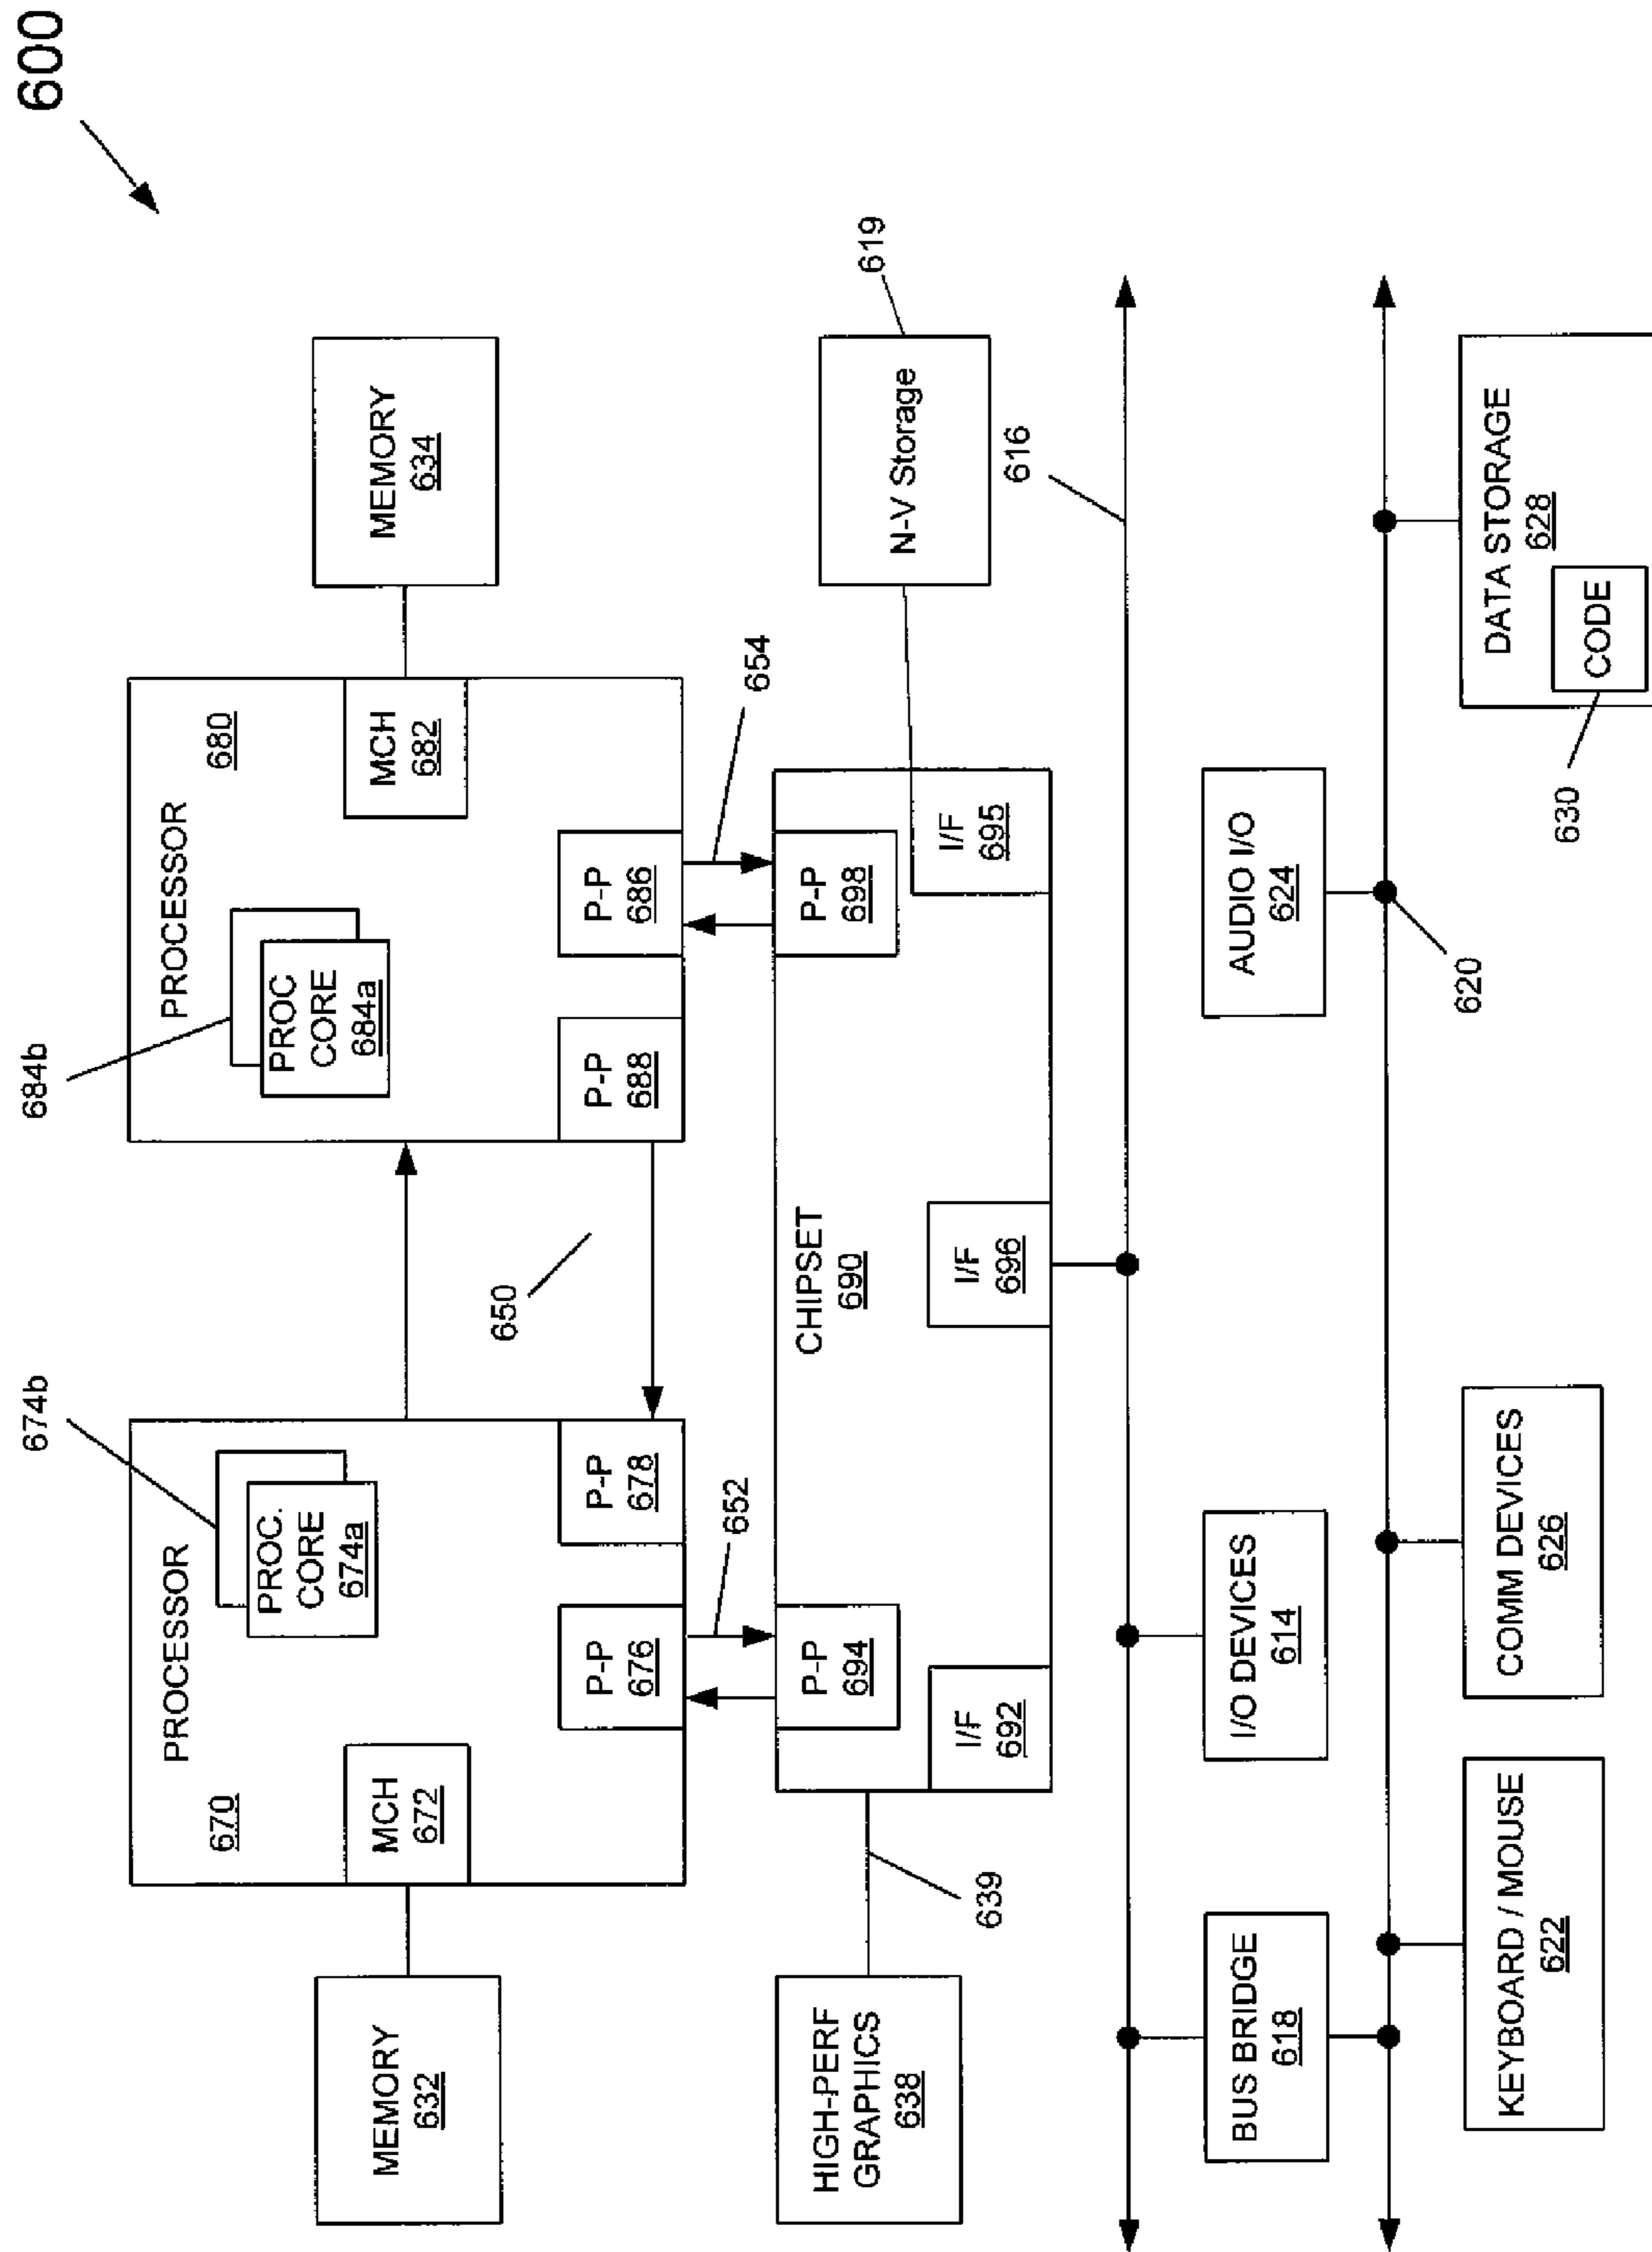 600
674b
684b
PROCESSOR
670
PROC.
CORE
674a
MCH
672
P-P
676
P-P
678
MEMORY
632
650
PROCESSOR
680
PROC
CORE
684a
MCH
682
P-P
688
P-P
686
MEMORY
634
652
654
HIGH-PERF
GRAPHICS
638
639
CHIPSET
690
P-P
694
P-P
698
I/F
692
I/F
696
I/F
695
N-V Storage
619
616
BUS BRIDGE
618
I/O DEVICES
614
AUDIO I/O
624
620
KEYBOARD / MOUSE
622
COMM DEVICES
626
DATA STORAGE
628
CODE
630